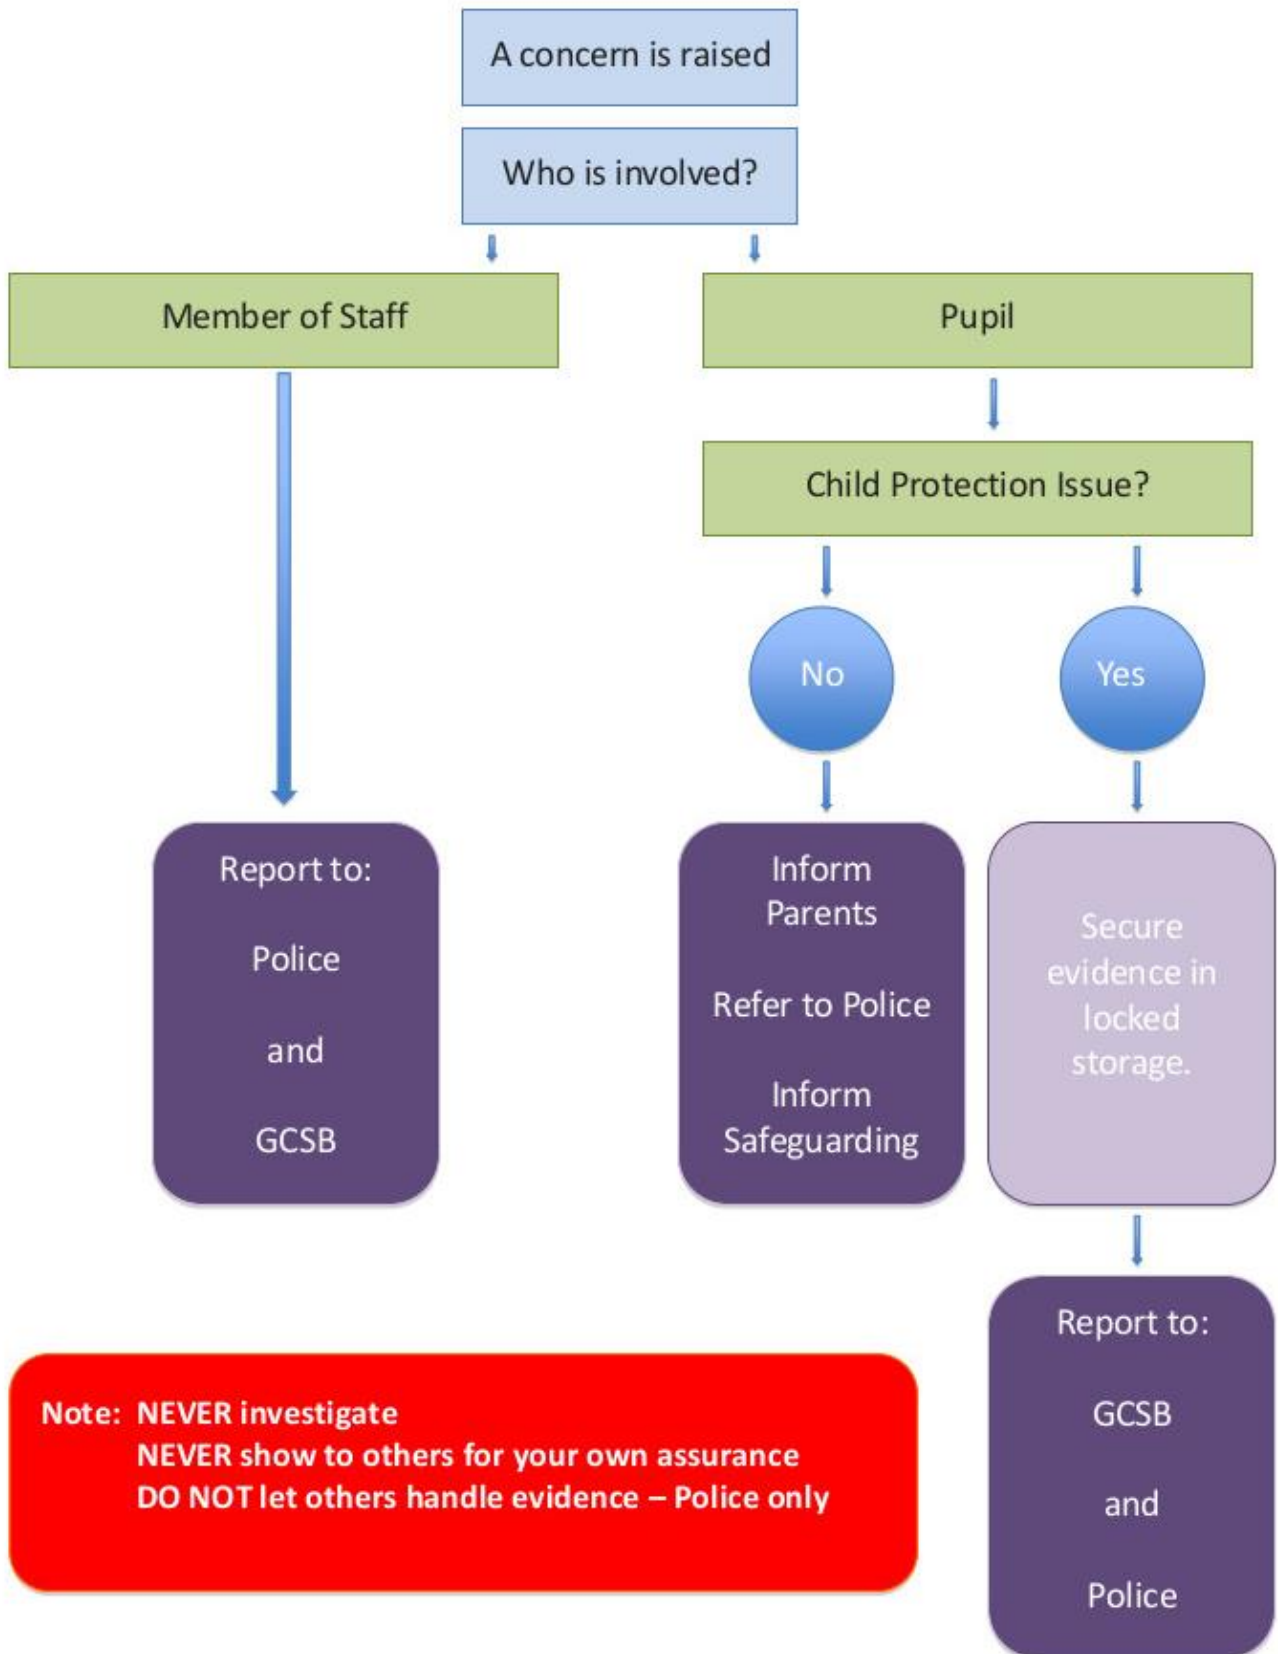 A concern is raised
Who is involved?
Member of Staff
Pupil
Child Protection Issue?
No
Yes
Report to:
Police
and
GCSB
Inform
Parents
Refer to Police
Inform
Safeguarding
Secure
evidence in
locked
storage.
Report to:
GCSB
and
Police
Note: NEVER investigate
NEVER show to others for your own assurance
DO NOT let others handle evidence – Police only